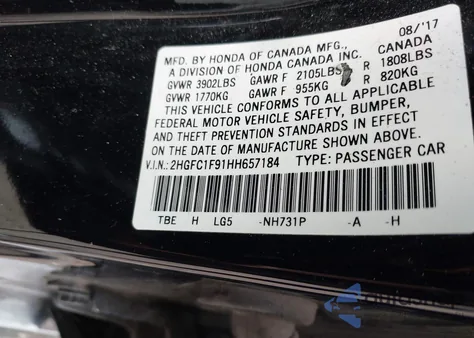 MFD. BY HONDA OF CANADA MFG., 08/'17
A DIVISION OF HONDA CANADA INC. CANADA
GVWR 3902LBS GAWR F 2105LBS R 1808LBS
GVWR 1770KG GAWR F 955KG R 820KG
THIS VEHICLE CONFORMS TO ALL APPLICABLE
FEDERAL MOTOR VEHICLE SAFETY, BUMPER,
AND THEFT PREVENTION STANDARDS IN EFFECT
ON THE DATE OF MANUFACTURE SHOWN ABOVE.
V.I.N.:2HGFC1F91HH657184 TYPE: PASSENGER CAR
TBE H LG5 -NH731P -A -H